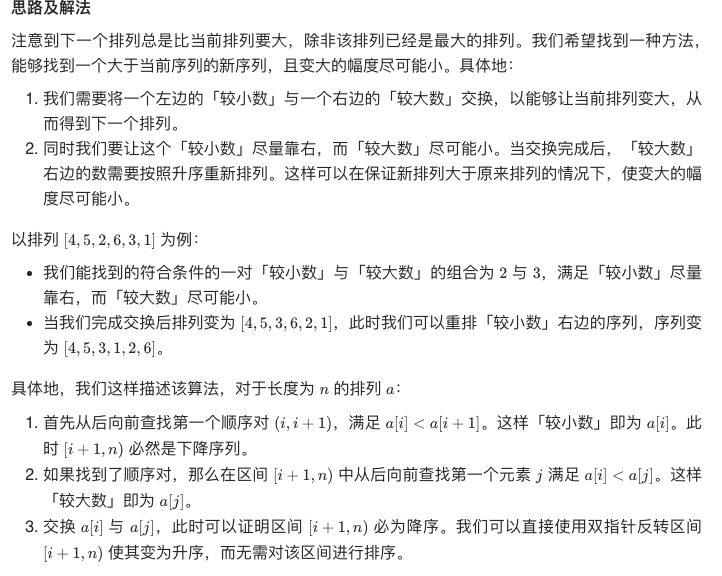 思路及解法
注意到下一个排列总是比当前排列要大，除非该排列已经是最大的排列。我们希望找到一种方法，
能够找到一个大于当前序列的新序列，且变大的幅度尽可能小。具体地：
1. 我们需要将一个左边的「较小数」与一个右边的「较大数」交换，以能够让当前排列变大，从
而得到下一个排列。
2. 同时我们要让这个「较小数」尽量靠右，而「较大数」尽可能小。当交换完成后，「较大数」
右边的数需要按照升序重新排列。这样可以在保证新排列大于原来排列的情况下，使变大的幅
度尽可能小。
以排列 [4, 5, 2, 6, 3, 1] 为例：
• 我们能找到的符合条件的一对「较小数」与「较大数」的组合为 2 与 3，满足「较小数」尽量
靠右，而「较大数」尽可能小。
• 当我们完成交换后排列变为 [4, 5, 3, 6, 2, 1]，此时我们可以重排「较小数」右边的序列，序列变
为 [4, 5, 3, 1, 2, 6]。
具体地，我们这样描述该算法，对于长度为 n 的排列 a：
1. 首先从后向前查找第一个顺序对 (i, i + 1)，满足 a[i] < a[i + 1]。这样「较小数」即为 a[i]。此
时 [i + 1, n) 必然是下降序列。
2. 如果找到了顺序对，那么在区间 [i + 1, n) 中从后向前查找第一个元素 j 满足 a[i] < a[j]。这样
「较大数」即为 a[j]。
3. 交换 a[i] 与 a[j]，此时可以证明区间 [i + 1, n) 必为降序。我们可以直接使用双指针反转区间
[i + 1, n) 使其变为升序，而无需对该区间进行排序。